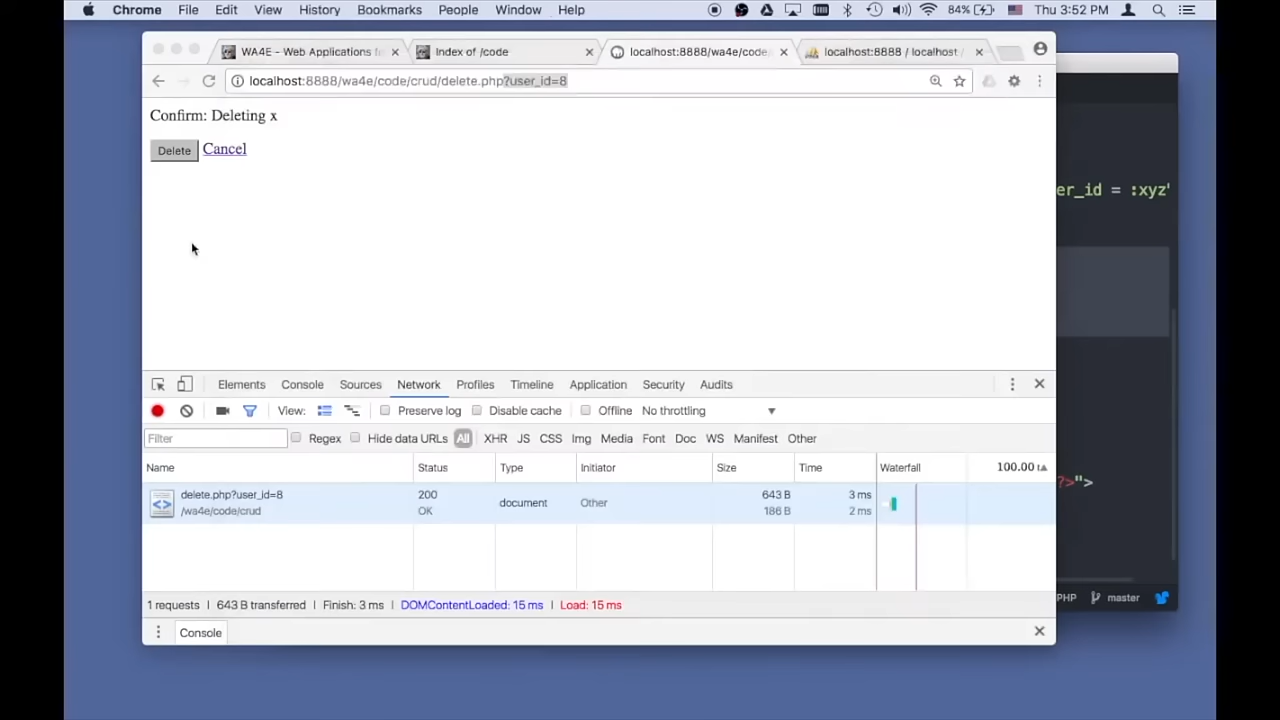 Chrome File Edit View History Bookmarks People Window Help 84% Thu 3:52 PM
WA4E - Web Applications f Index of /code localhost:8888/wa4e/code localhost:8888 / localhost /
localhost:8888/wa4e/code/crud/delete.php?user_id=8
Confirm: Deleting x
Delete Cancel
er_id = :xyz"
Elements Console Sources Network Profiles Timeline Application Security Audits
View: Preserve log Disable cache Offline No throttling
Filter Regex Hide data URLs All XHR JS CSS Img Media Font Doc WS Manifest Other
Name Status Type Initiator Size Time Waterfall 100.00
?>">
delete.php?user_id=8 200 document Other 643 B 3 ms
/wa4e/code/crud OK 186 B 2 ms
PHP master
1 requests | 643 B transferred | Finish: 3 ms | DOMContentLoaded: 15 ms | Load: 15 ms
Console